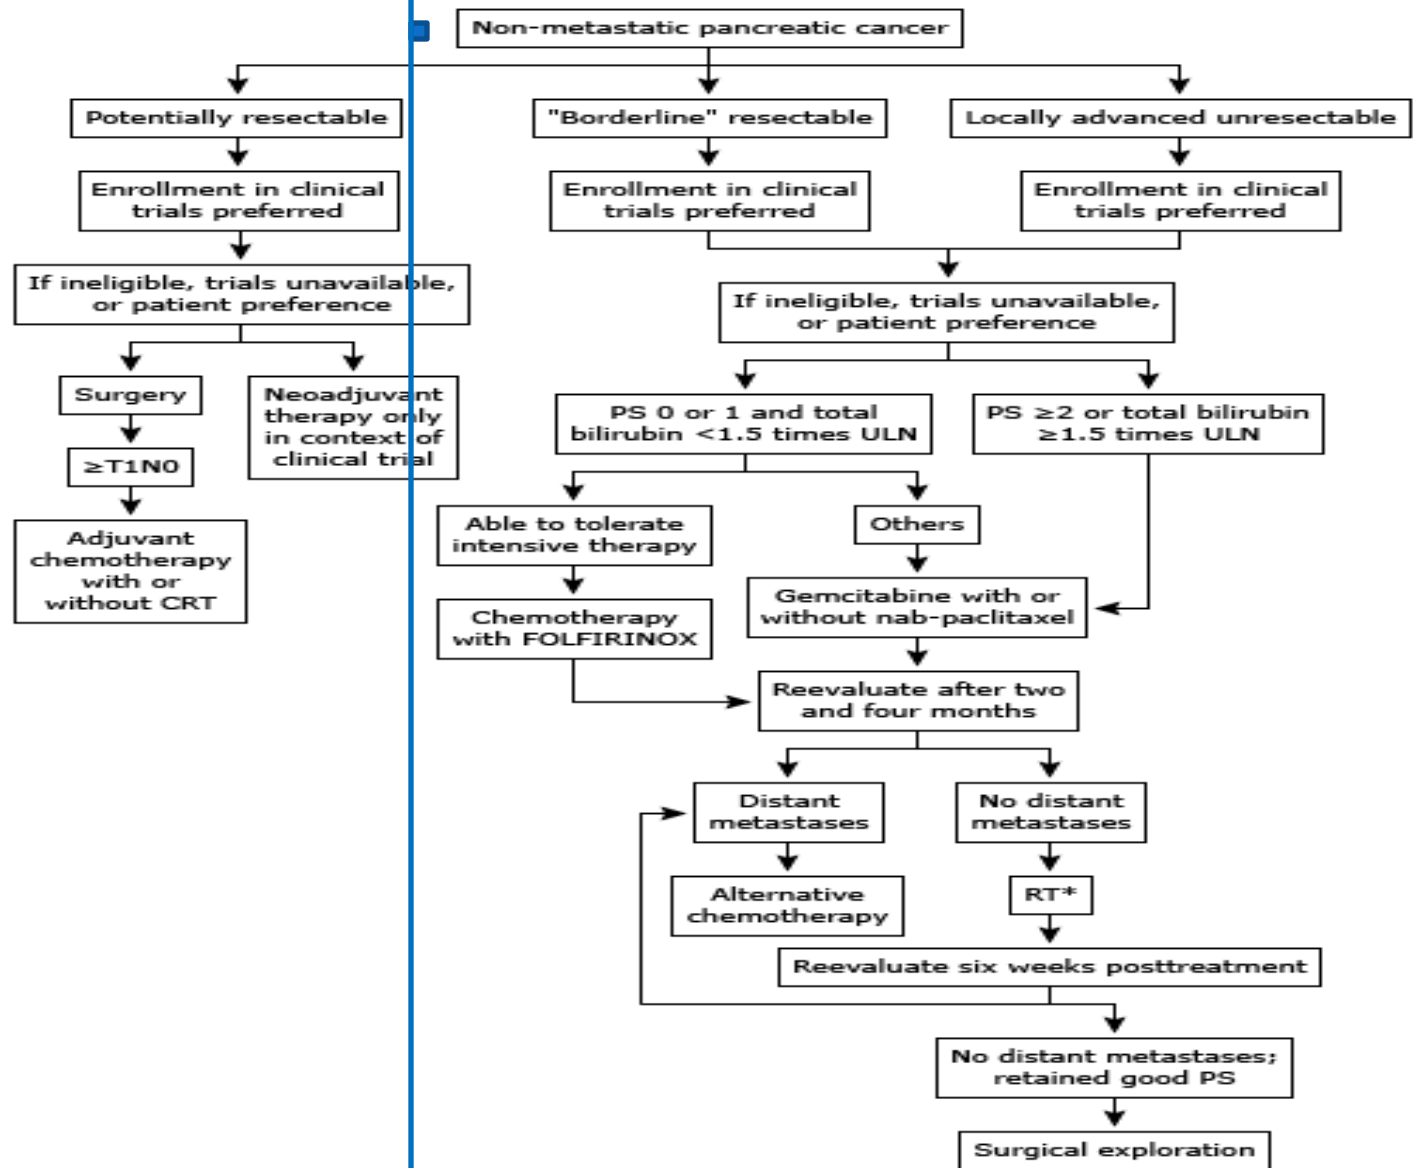 Non-metastatic pancreatic cancer
Potentially resectable
"Borderline" resectable
Locally advanced unresectable
Enrollment in clinical
trials preferred
Enrollment in clinical
trials preferred
Enrollment in clinical
trials preferred
If ineligible, trials unavailable,
or patient preference
If ineligible, trials unavailable,
or patient preference
Surgery
Neoadjuvant
therapy only
in context of
clinical trial
≥T1N0
Adjuvant
chemotherapy
with or
without CRT
PS 0 or 1 and total
bilirubin <1.5 times ULN
PS ≥2 or total bilirubin
≥1.5 times ULN
Able to tolerate
intensive therapy
Others
Chemotherapy
with FOLFIRINOX
Gemcitabine with or
without nab-paclitaxel
Reevaluate after two
and four months
Distant
metastases
No distant
metastases
Alternative
chemotherapy
RT*
Reevaluate six weeks posttreatment
No distant metastases;
retained good PS
Surgical exploration